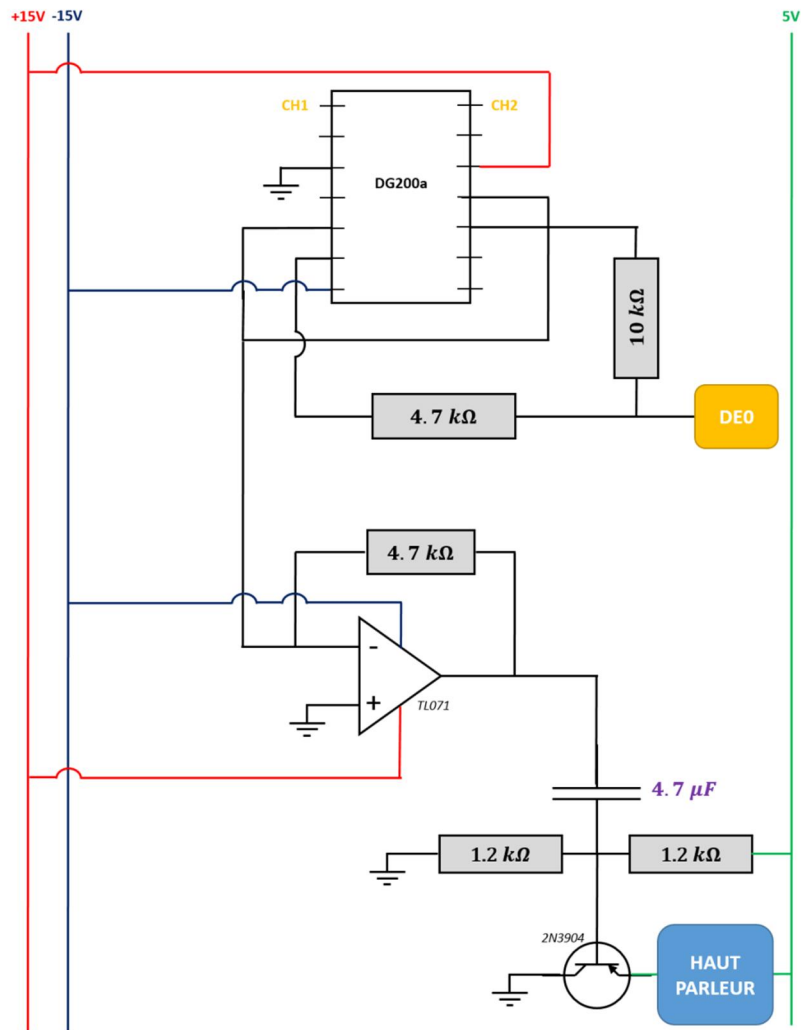 +15V -15V 5V
CH1 CH2
DG200a
10 kΩ
4.7 kΩ
DE0
4.7 kΩ
-
+
TL071
4.7 μF
1.2 kΩ 1.2 kΩ
2N3904
HAUT
PARLEUR